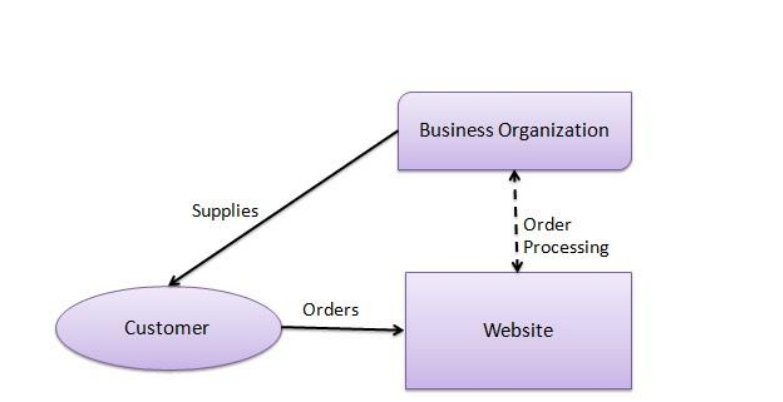 Business Organization
Supplies
Order
Processing
Orders
Customer
Website